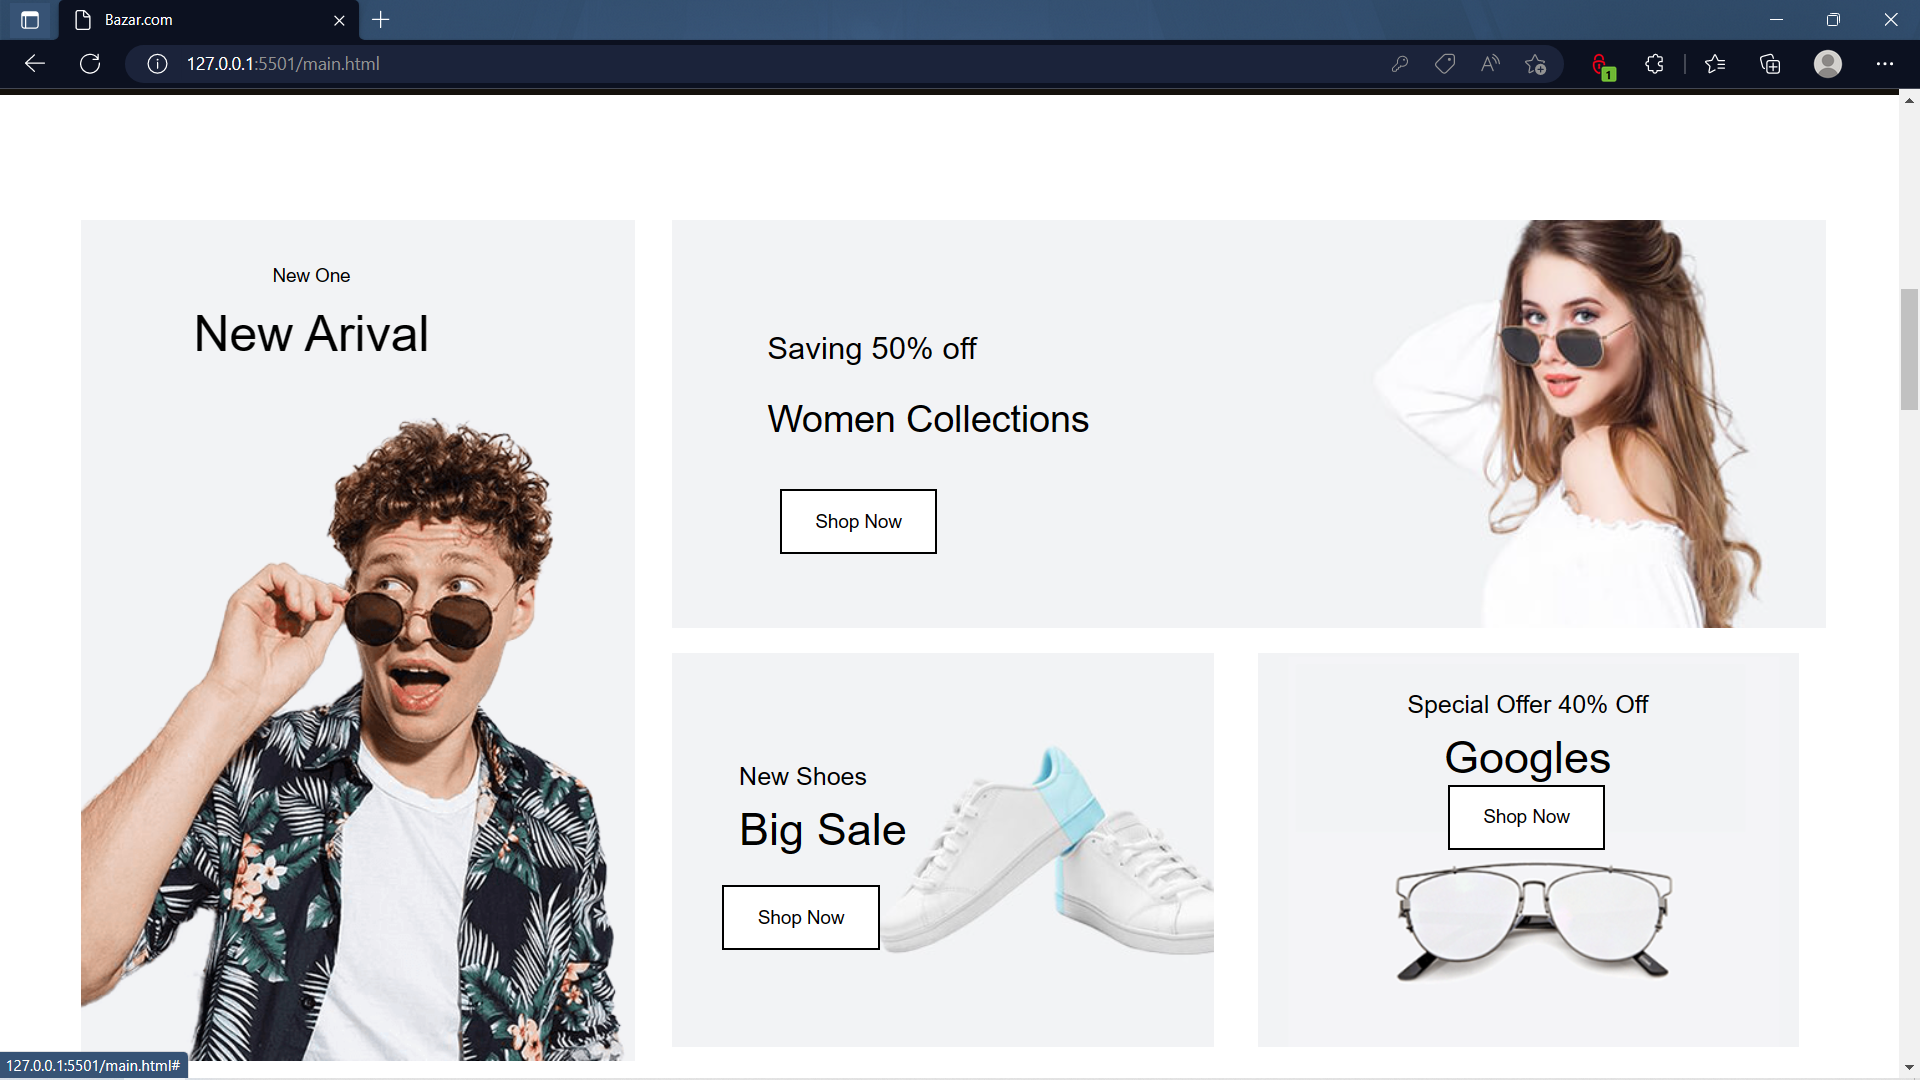 Bazar.com
127.0.0.1:5501/main.html
1
New One
New Arival
Saving 50% off
Women Collections
Shop Now
New Shoes
Big Sale
Shop Now
Special Offer 40% Off
Googles
Shop Now
127.0.0.1:5501/main.html#